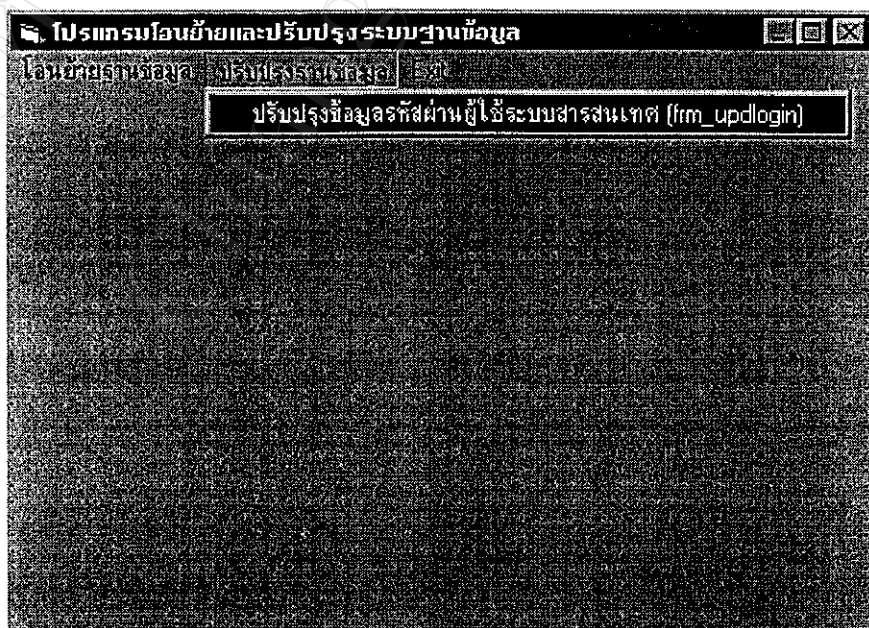 โปรแกรมโอนย้ายและปรับปรุงระบบฐานข้อมูล
โอนย้ายฐานข้อมูล ปรับปรุงฐานข้อมูล Exit
ปรับปรุงข้อมูลรหัสผ่านผู้ใช้ระบบสารสนเทศ (frm_updlogin)